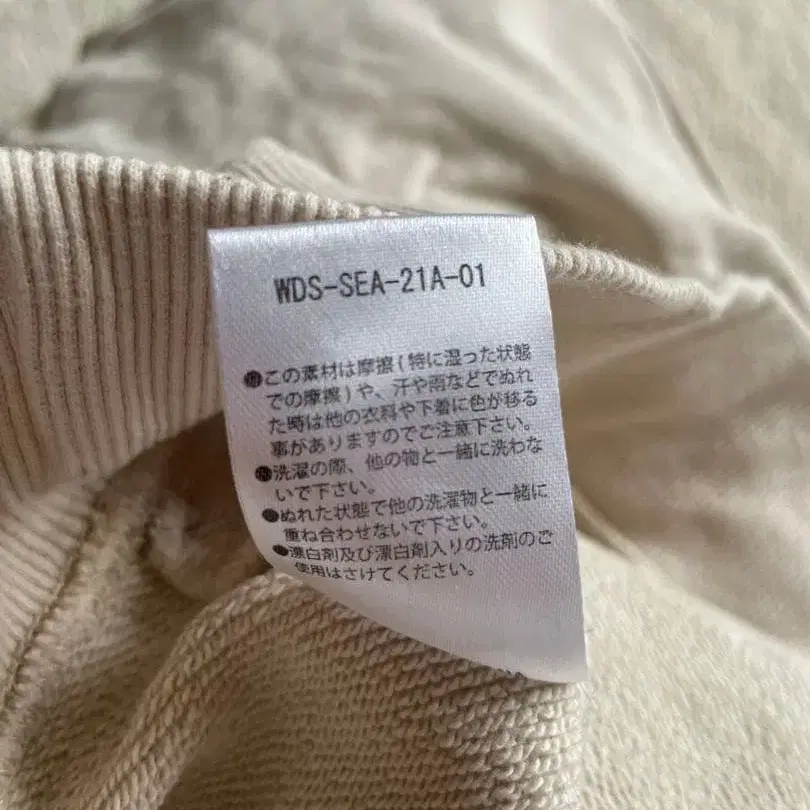 WDS-SEA-21A-01
●この素材は摩擦(特に湿った状態
での摩擦)や、汗や雨などでぬれ
た時は他の衣料や下着に色が移る
事がありますのでご注意下さい。
●洗濯の際、他の物と一緒に洗わな
いで下さい。
●ぬれた状態で他の洗濯物と一緒に
重ね合わせないで下さい。
●漂白剤及び漂白剤入りの洗剤のご
使用はさけてください。